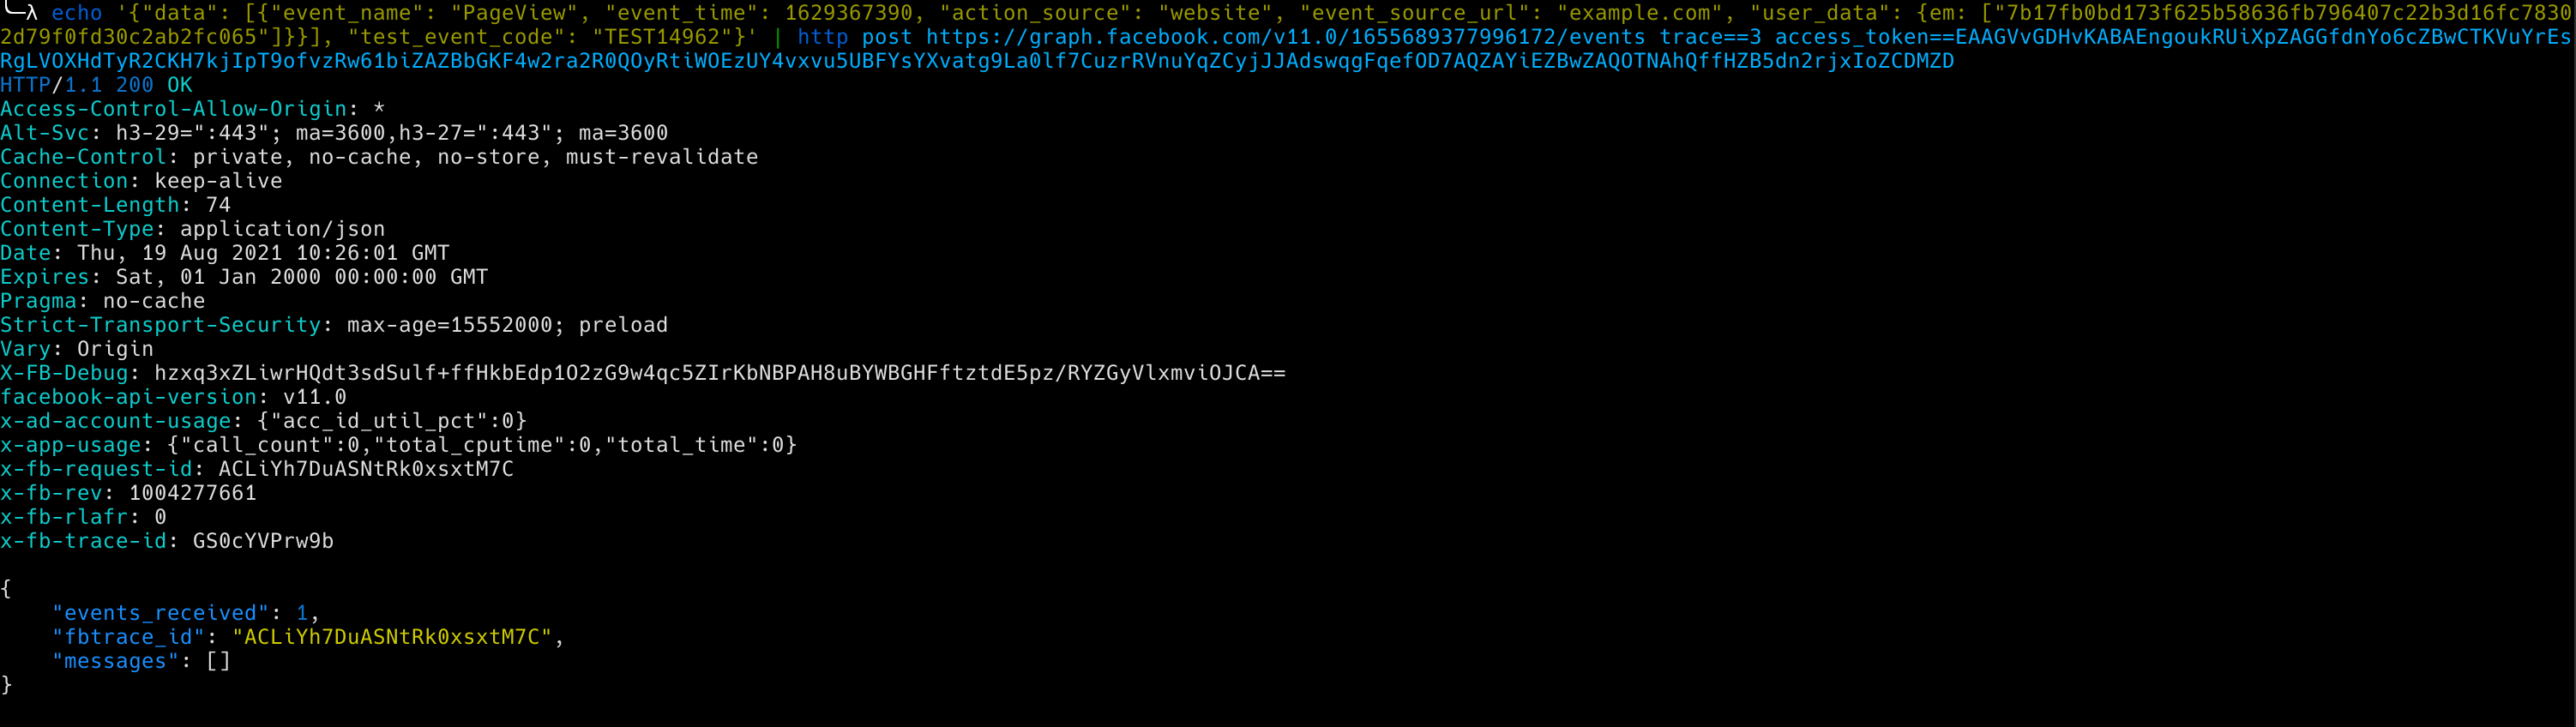 ╰─λ echo '{"data": [{"event_name": "PageView", "event_time": 1629367390, "action_source": "website", "event_source_url": "example.com", "user_data": {em: ["7b17fb0bd173f625b58636fb796407c22b3d16fc7830
2d79f0fd30c2ab2fc065"]}}], "test_event_code": "TEST14962"}' | http post https://graph.facebook.com/v11.0/1655689377996172/events trace==3 access_token==EAAGVvGDHvKABAEngoukRUiXpZAGGfdnYo6cZBwCTKVuYrEs
RgLVOXHdTyR2CKH7kjIpT9ofvzRw61biZAZBbGKF4w2ra2R0QOyRtiWOEzUY4vxvu5UBFYsYXvatg9La0lf7CuzrRVnuYqZCyjJJAdswqgFqefOD7AQZAYiEZBwZAQOTNAhQffHZB5dn2rjxIoZCDMZD
HTTP/1.1 200 OK
Access-Control-Allow-Origin: *
Alt-Svc: h3-29=":443"; ma=3600,h3-27=":443"; ma=3600
Cache-Control: private, no-cache, no-store, must-revalidate
Connection: keep-alive
Content-Length: 74
Content-Type: application/json
Date: Thu, 19 Aug 2021 10:26:01 GMT
Expires: Sat, 01 Jan 2000 00:00:00 GMT
Pragma: no-cache
Strict-Transport-Security: max-age=15552000; preload
Vary: Origin
X-FB-Debug: hzxq3xZLiwrHQdt3sdSulf+ffHkbEdp1O2zG9w4qc5ZIrKbNBPAH8uBYWBGHFftztdE5pz/RYZGyVlxmviOJCA==
facebook-api-version: v11.0
x-ad-account-usage: {"acc_id_util_pct":0}
x-app-usage: {"call_count":0,"total_cputime":0,"total_time":0}
x-fb-request-id: ACLiYh7DuASNtRk0xsxtM7C
x-fb-rev: 1004277661
x-fb-rlafr: 0
x-fb-trace-id: GS0cYVPrw9b
{
    "events_received": 1,
    "fbtrace_id": "ACLiYh7DuASNtRk0xsxtM7C",
    "messages": []
}